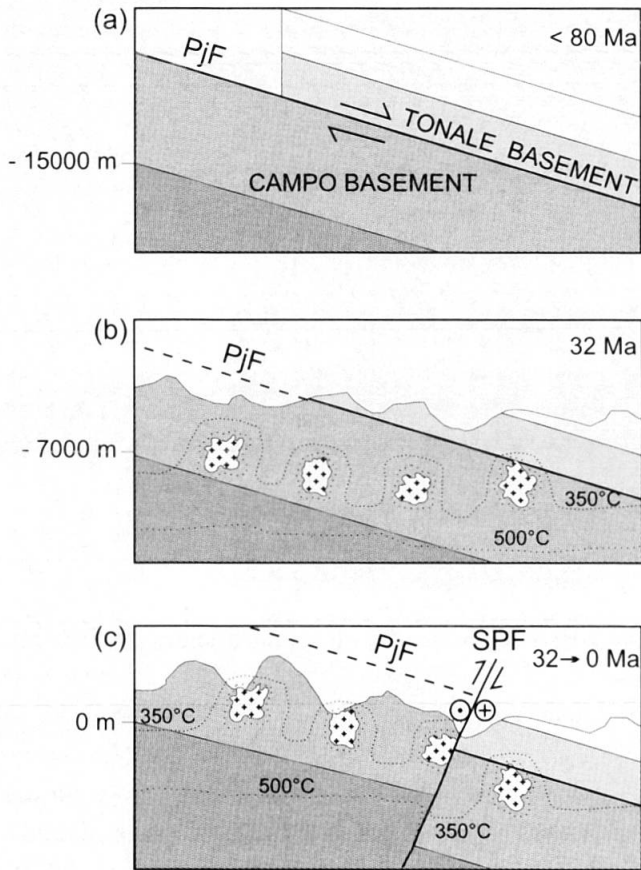 (a)
< 80 Ma
PjF
TONALE BASEMENT
- 15000 m
CAMPO BASEMENT
(b)
PjF
32 Ma
- 7000 m
350°C
500°C
(c)
PjF
SPF
32→ 0 Ma
350°C
0 m
500°C
350°C